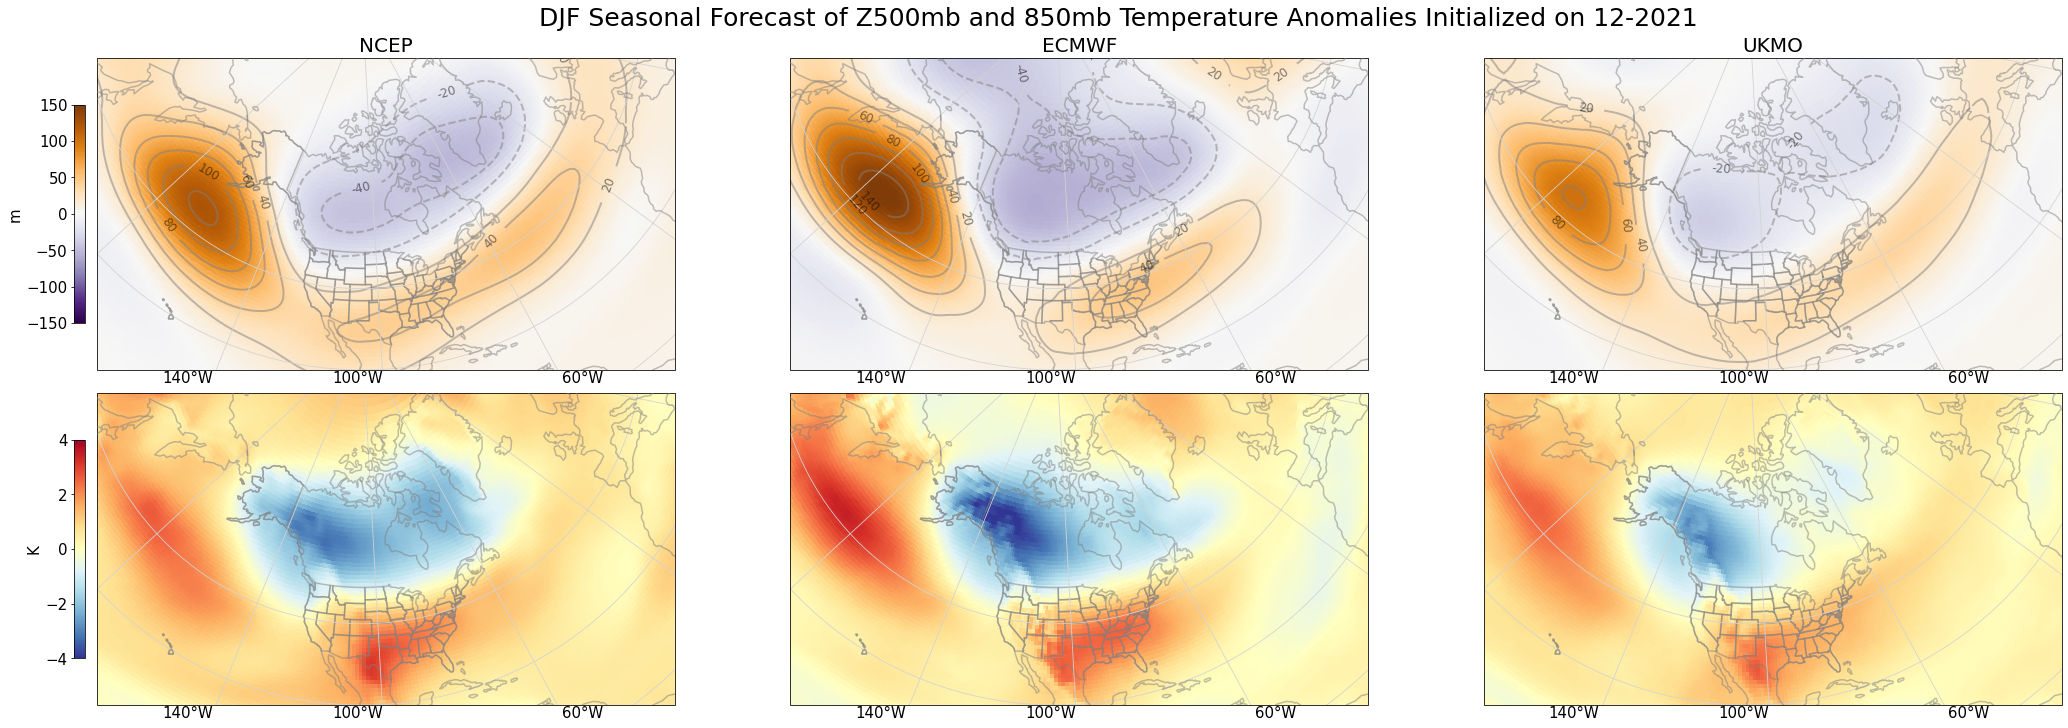 DJF Seasonal Forecast of Z500mb and 850mb Temperature Anomalies Initialized on 12-2021
NCEP
ECMWF
UKMO
150
100
50
0
−50
−100
−150
m
-20
100
60
40
80
-40
40
20
140°W
100°W
60°W
-40
20
20
60
80
100
140
120
40
20
20
40
140°W
100°W
60°W
20
-20
-20
80
60
40
140°W
100°W
60°W
4
2
0
−2
−4
K
140°W
100°W
60°W
140°W
100°W
60°W
140°W
100°W
60°W